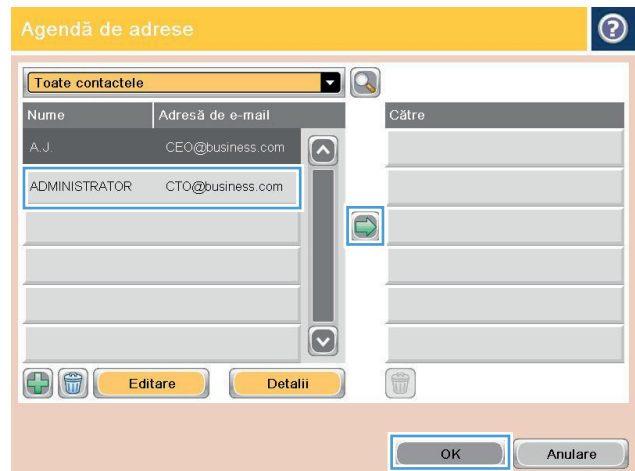 Agendă de adrese
?
Toate contactele
Nume Adresă de e-mail Către
A.J. CEO@business.com
ADMINISTRATOR CTO@business.com
Editare Detalii
OK Anulare